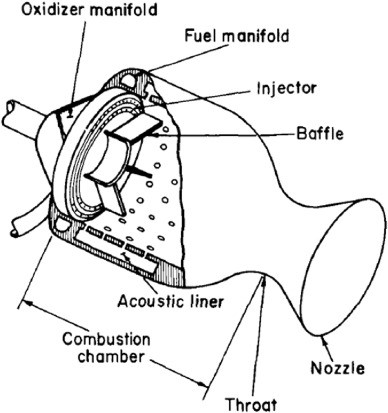 Oxidizer manifold
Fuel manifold
Injector
Baffle
Acoustic liner
Combustion
chamber
Nozzle
Throat